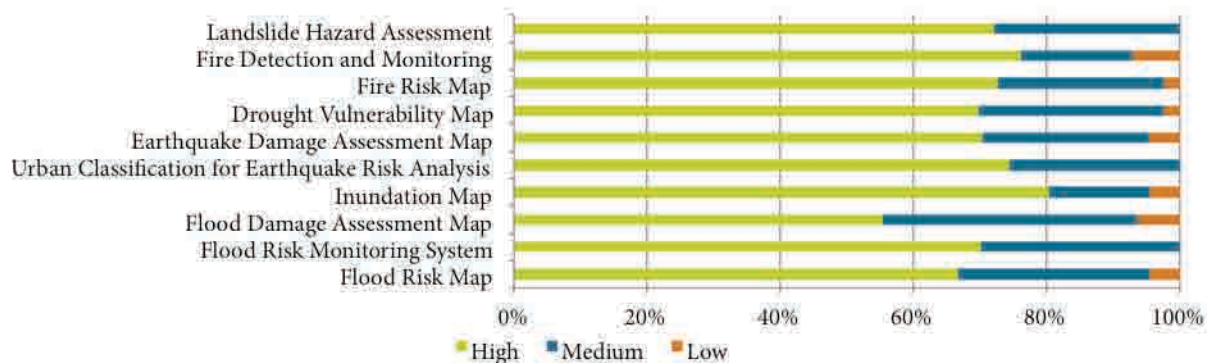 Landslide Hazard Assessment
Fire Detection and Monitoring
Fire Risk Map
Drought Vulnerability Map
Earthquake Damage Assessment Map
Urban Classification for Earthquake Risk Analysis
Inundation Map
Flood Damage Assessment Map
Flood Risk Monitoring System
Flood Risk Map
0% 20% 40% 60% 80% 100%
High Medium Low